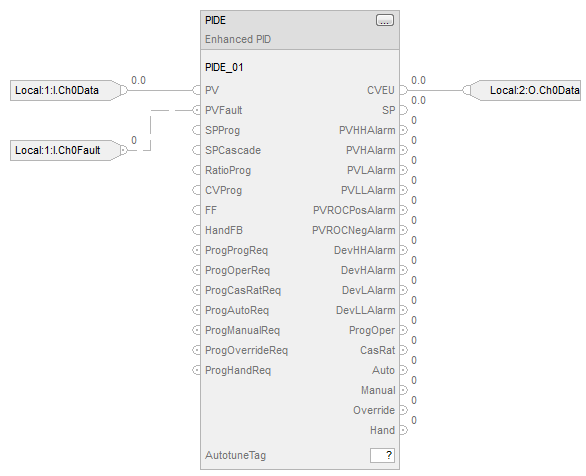 PIDE
...
Enhanced PID
PIDE_01
0.0
Local:1:I.Ch0Data
PV
CVEU
0.0
Local:2:O.Ch0Data
PVFault
SP
0.0
0
Local:1:I.Ch0Fault
SPProg
PVHHAlarm
0
SPCascade
PVHAlarm
0
RatioProg
PVLAlarm
0
CVProg
PVLLAlarm
0
FF
PVROCPosAlarm
0
HandFB
PVROCNegAlarm
0
ProgProgReq
DevHHAlarm
0
ProgOperReq
DevHAlarm
0
ProgCasRatReq
DevLAlarm
0
ProgAutoReq
DevLLAlarm
0
ProgManualReq
ProgOper
0
ProgOverrideReq
CasRat
0
ProgHandReq
Auto
0
Manual
0
Override
0
Hand
0
AutotuneTag
?